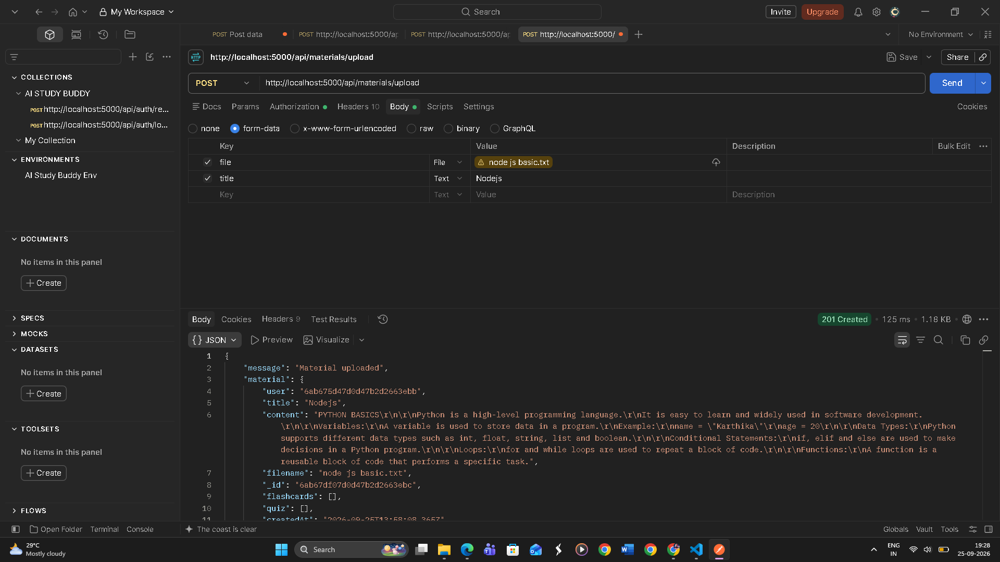 My Workspace
Search
Invite
Upgrade
POST Post data
POST http://localhost:5000/ap
POST http://localhost:5000/ap
POST http://localhost:5000/
No Environment
HTTP
http://localhost:5000/api/materials/upload
Save
Share
COLLECTIONS
AI STUDY BUDDY
POST http://localhost:5000/api/auth/re...
POST http://localhost:5000/api/auth/lo...
My Collection
ENVIRONMENTS
AI Study Buddy Env
DOCUMENTS
No items in this panel
Create
SPECS
MOCKS
DATASETS
No items in this panel
Create
TOOLSETS
No items in this panel
Create
FLOWS
POST
http://localhost:5000/api/materials/upload
Send
Docs Params Authorization Headers 10 Body Scripts Settings
Cookies
none form-data x-www-form-urlencoded raw binary GraphQL
Key Value Description Bulk Edit
file File node js basic.txt
title Text Nodejs
Key Text Value Description
Body Cookies Headers 9 Test Results
201 Created • 125 ms • 1.18 KB
{} JSON Preview Visualize
1 {
2 "message": "Material uploaded",
3 "material": {
4 "user": "6ab675d47d0d47b2d2663ebb",
5 "title": "Nodejs",
6 "content": "PYTHON BASICS\r\n\r\nPython is a high-level programming language.\r\nIt is easy to learn and widely used in software development.
\r\n\r\nVariables:\r\nA variable is used to store data in a program.\r\nExample:\r\nname = \"Karthika\"\r\nage = 20\r\n\r\nData Types:\r\nPython
supports different data types such as int, float, string, list and boolean.\r\n\r\nConditional Statements:\r\nif, elif and else are used to make
decisions in a Python program.\r\n\r\nLoops:\r\nfor and while loops are used to repeat a block of code.\r\n\r\nFunctions:\r\nA function is a
reusable block of code that performs a specific task.",
7 "filename": "node js basic.txt",
8 "_id": "6ab67df07d0d47b2d2663ebc",
9 "flashcards": [],
10 "quiz": [],
11 "createdAt": "2026-09-25T13:58:08.365Z"
Open Folder Terminal Console
The coast is clear
Globals Vault Tools
29°C
Mostly cloudy
Search
ENG
IN
19:28
25-09-2026